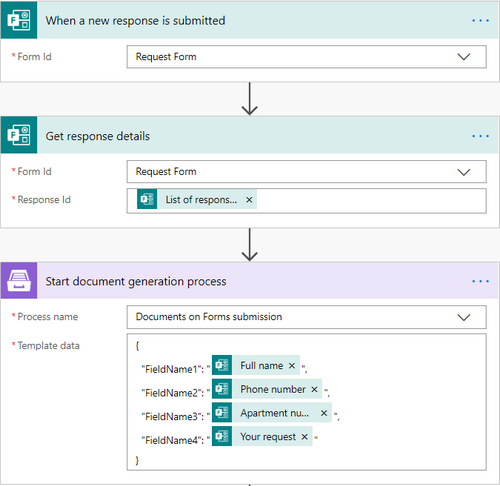 When a new response is submitted
* Form Id
Request Form
Get response details
* Form Id
Request Form
* Response Id
List of respons...
Start document generation process
* Process name
Documents on Forms submission
* Template data
{
"FieldName1": " Full name ",
"FieldName2": " Phone number ",
"FieldName3": " Apartment nu... ",
"FieldName4": " Your request "
}